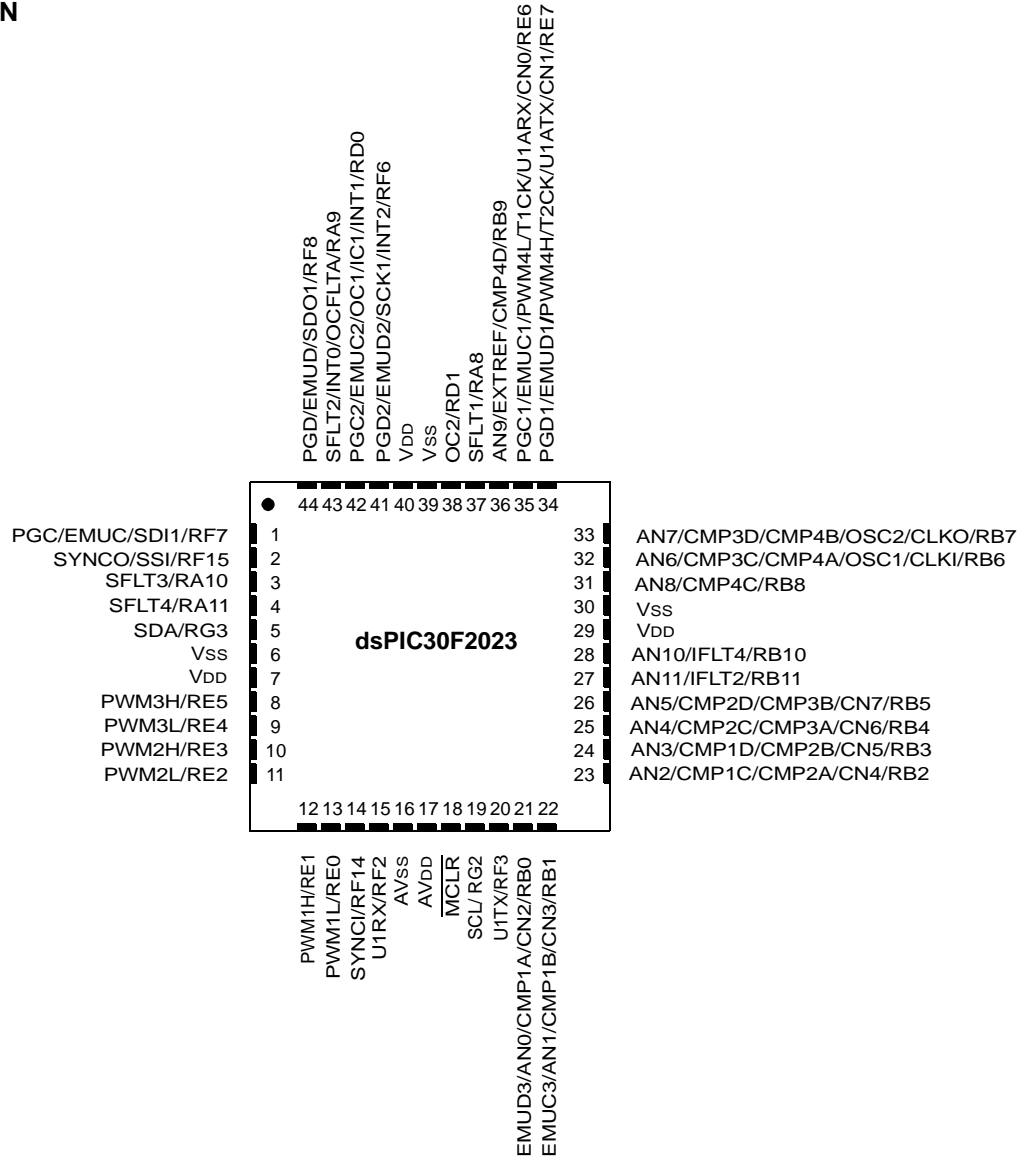 N
PGD/EMUD/SDO1/RF8
SFLT2/INT0/OCFLTA/RA9
PGC2/EMUC2/OC1/IC1/INT1/RD0
PGD2/EMUD2/SCK1/INT2/RF6
VDD
VSS
OC2/RD1
SFLT1/RA8
AN9/EXTREF/CMP4D/RB9
PGC1/EMUC1/PWM4L/T1CK/U1ARX/CN0/RE6
PGD1/EMUD1/PWM4H/T2CK/U1ATX/CN1/RE7
44 43 42 41 40 39 38 37 36 35 34
PGC/EMUC/SDI1/RF7 1
SYNCO/SSI/RF15 2
SFLT3/RA10 3
SFLT4/RA11 4
SDA/RG3 5
VSS 6
VDD 7
PWM3H/RE5 8
PWM3L/RE4 9
PWM2H/RE3 10
PWM2L/RE2 11
dsPIC30F2023
33 AN7/CMP3D/CMP4B/OSC2/CLKO/RB7
32 AN6/CMP3C/CMP4A/OSC1/CLKI/RB6
31 AN8/CMP4C/RB8
30 VSS
29 VDD
28 AN10/IFLT4/RB10
27 AN11/IFLT2/RB11
26 AN5/CMP2D/CMP3B/CN7/RB5
25 AN4/CMP2C/CMP3A/CN6/RB4
24 AN3/CMP1D/CMP2B/CN5/RB3
23 AN2/CMP1C/CMP2A/CN4/RB2
12 13 14 15 16 17 18 19 20 21 22
PWM1H/RE1
PWM1L/RE0
SYNCI/RF14
U1RX/RF2
AVSS
AVDD
MCLR
SCL/ RG2
U1TX/RF3
EMUD3/AN0/CMP1A/CN2/RB0
EMUC3/AN1/CMP1B/CN3/RB1